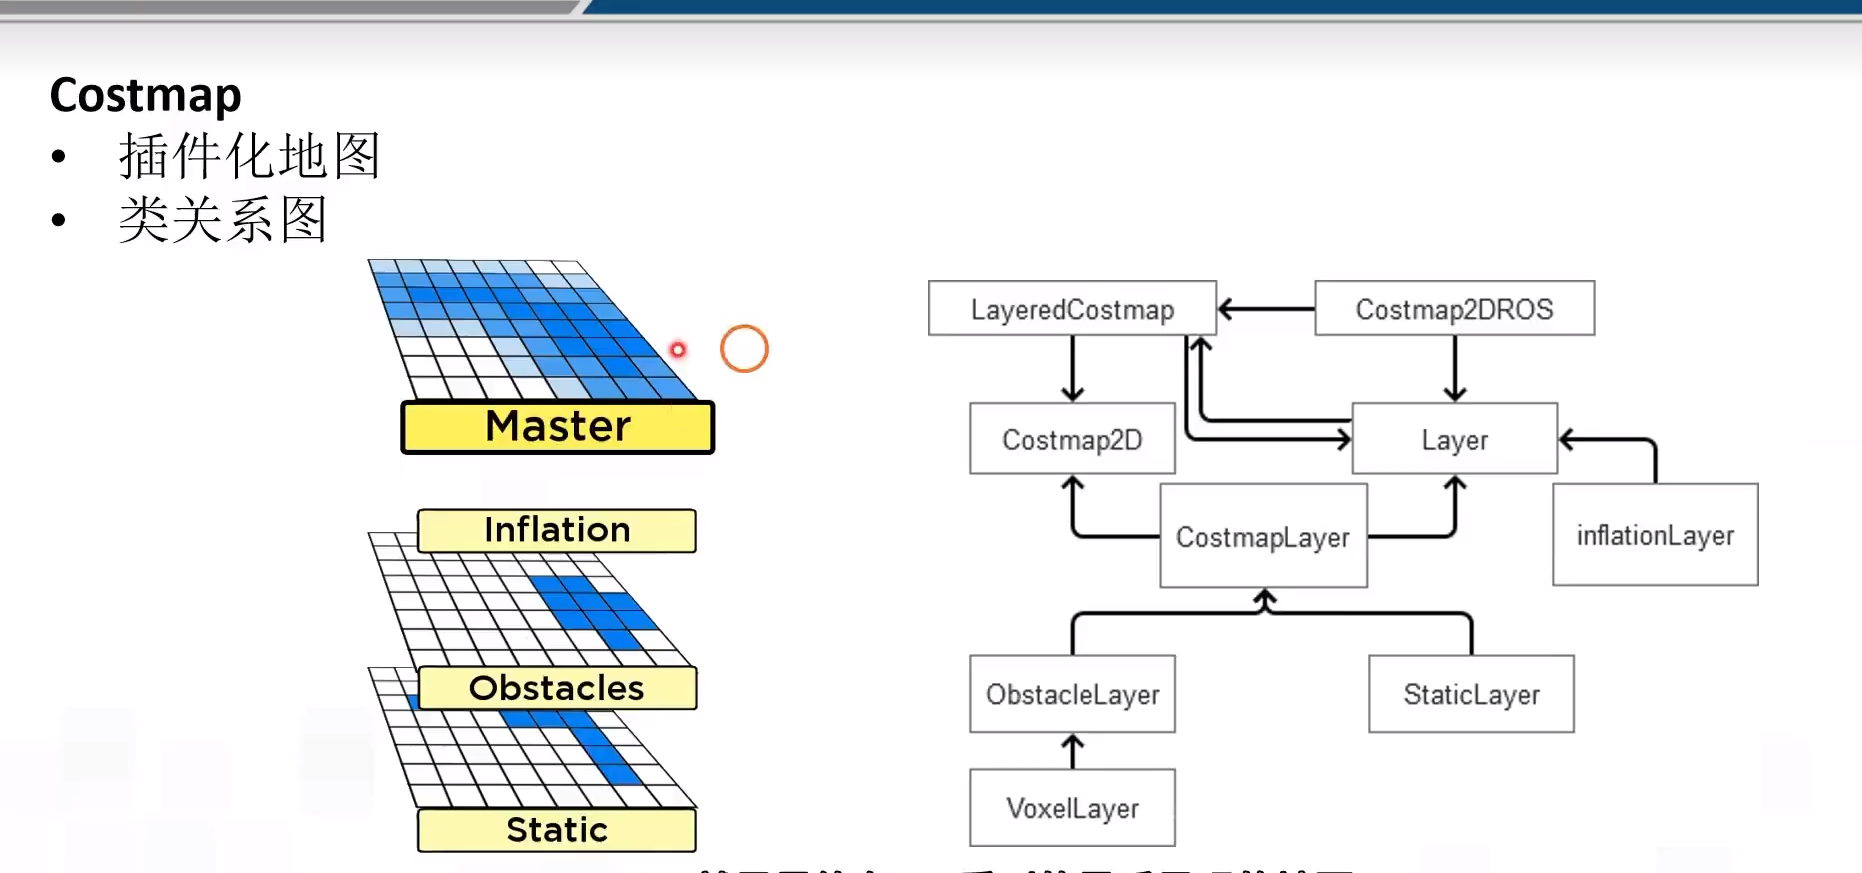 Costmap
• 插件化地图
• 类关系图
Master
Inflation
Obstacles
Static
LayeredCostmap
Costmap2DROS
Costmap2D
Layer
CostmapLayer
inflationLayer
ObstacleLayer
StaticLayer
VoxelLayer